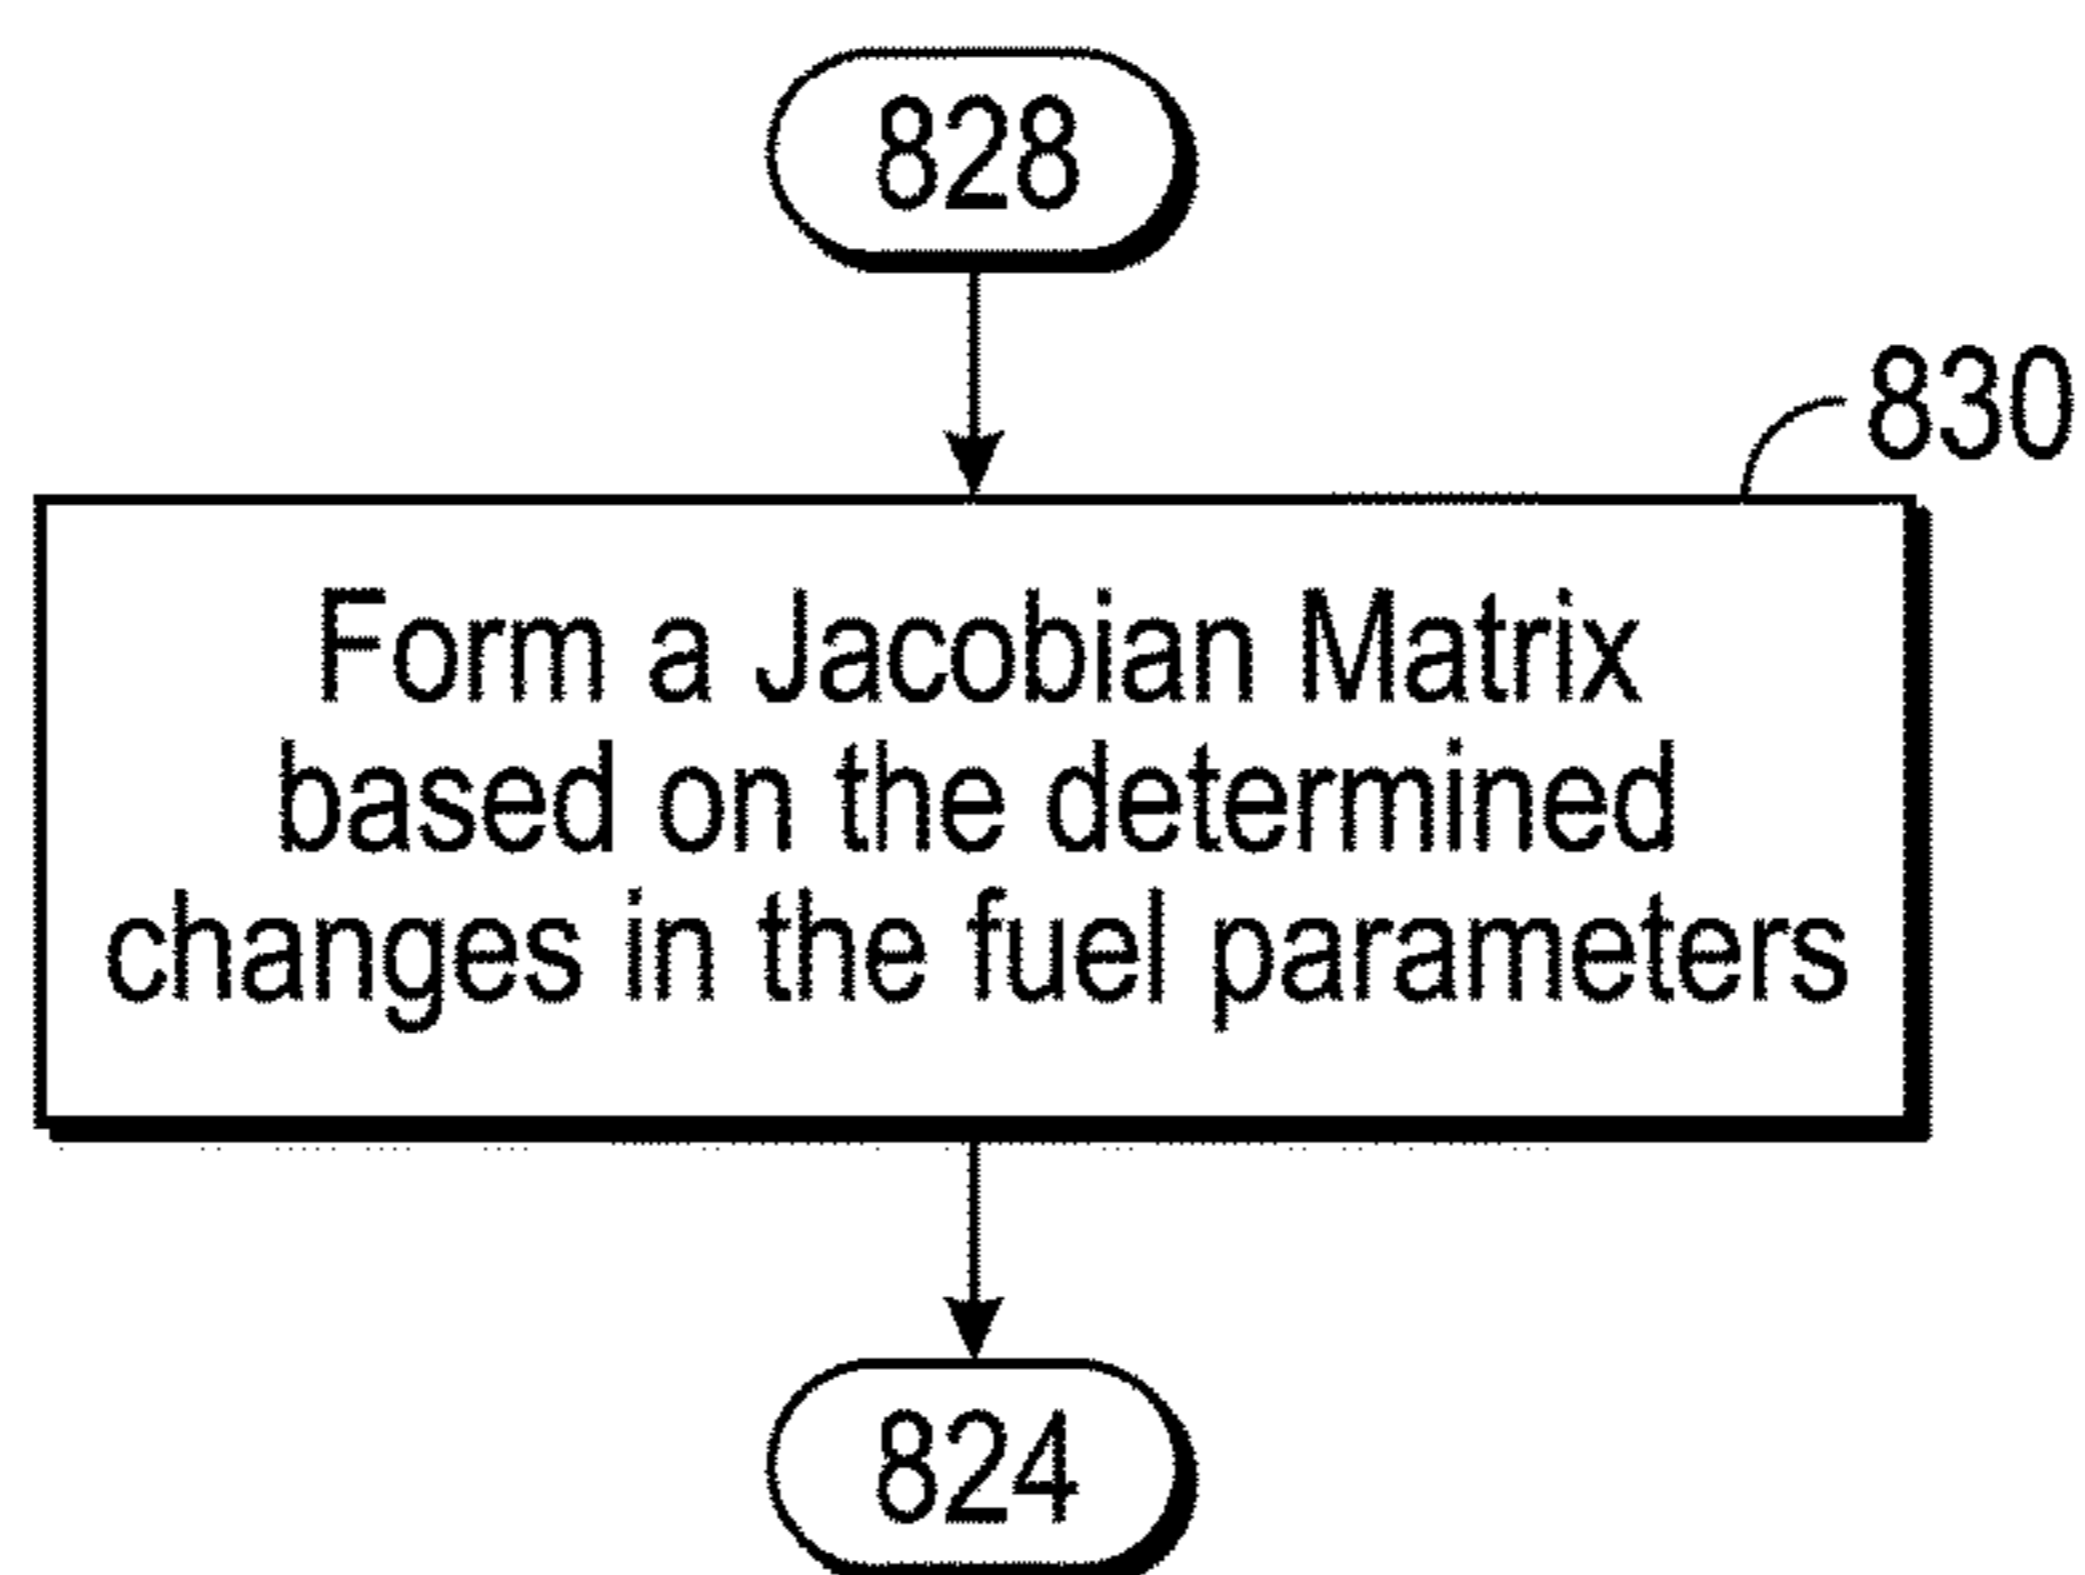 828
830
Form a Jacobian Matrix
based on the determined
changes in the fuel parameters
824